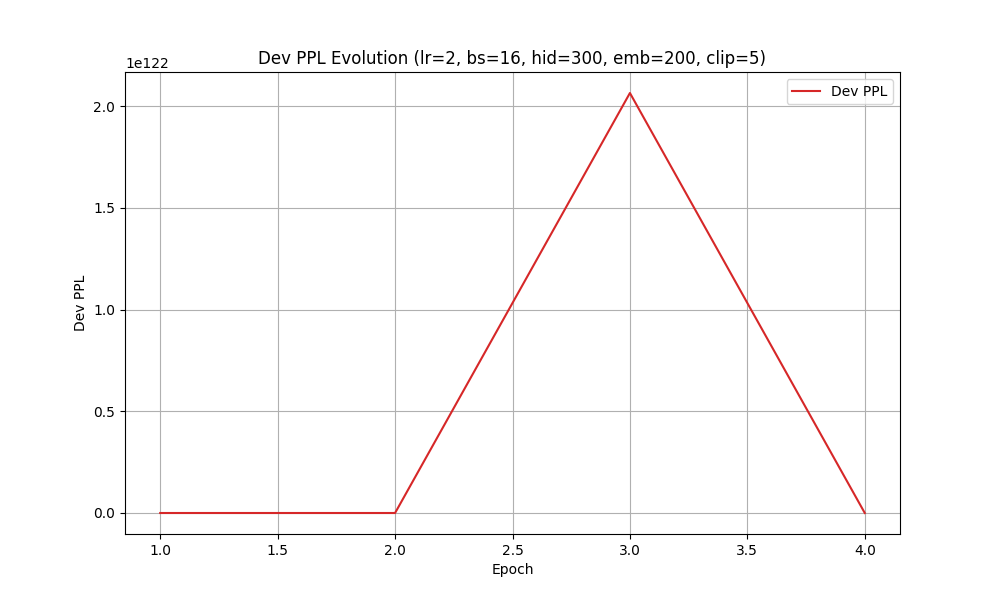 Dev PPL Evolution (lr=2, bs=16, hid=300, emb=200, clip=5)
1e122
Dev PPL
2.0
1.5
1.0
0.5
0.0
Dev PPL
1.0 1.5 2.0 2.5 3.0 3.5 4.0
Epoch